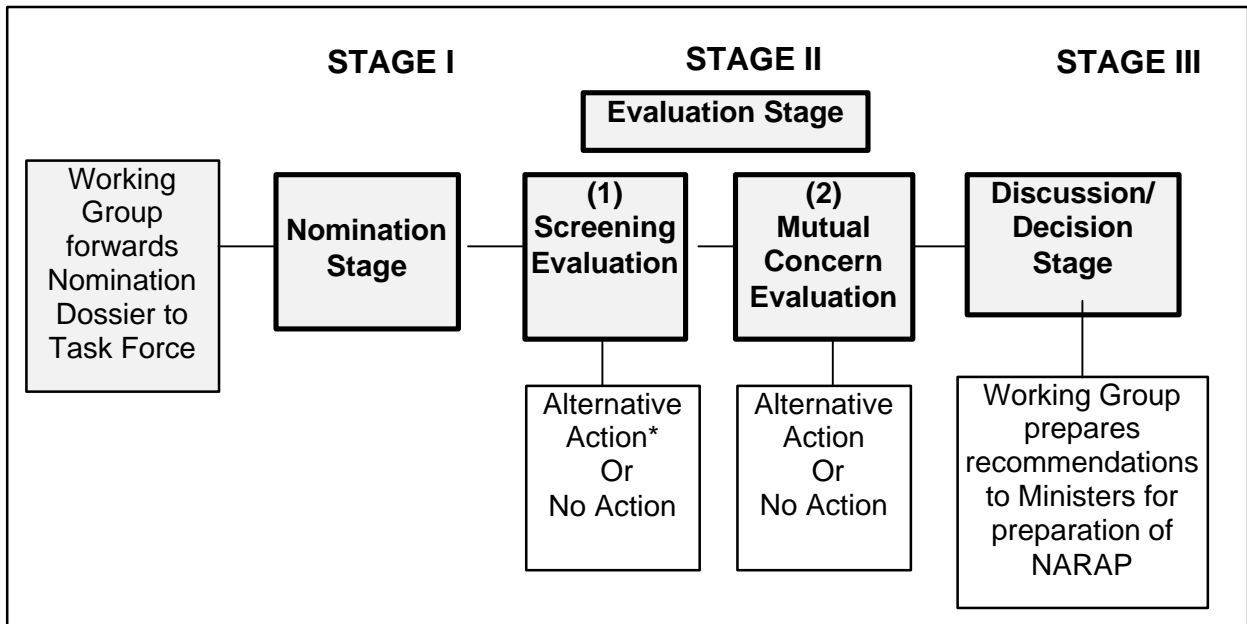 STAGE I
STAGE II
STAGE III
Evaluation Stage
Working
Group
forwards
Nomination
Dossier to
Task Force
Nomination
Stage
(1)
Screening
Evaluation
(2)
Mutual
Concern
Evaluation
Discussion/
Decision
Stage
Alternative
Action*
Or
No Action
Alternative
Action
Or
No Action
Working Group
prepares
recommendations
to Ministers for
preparation of
NARAP